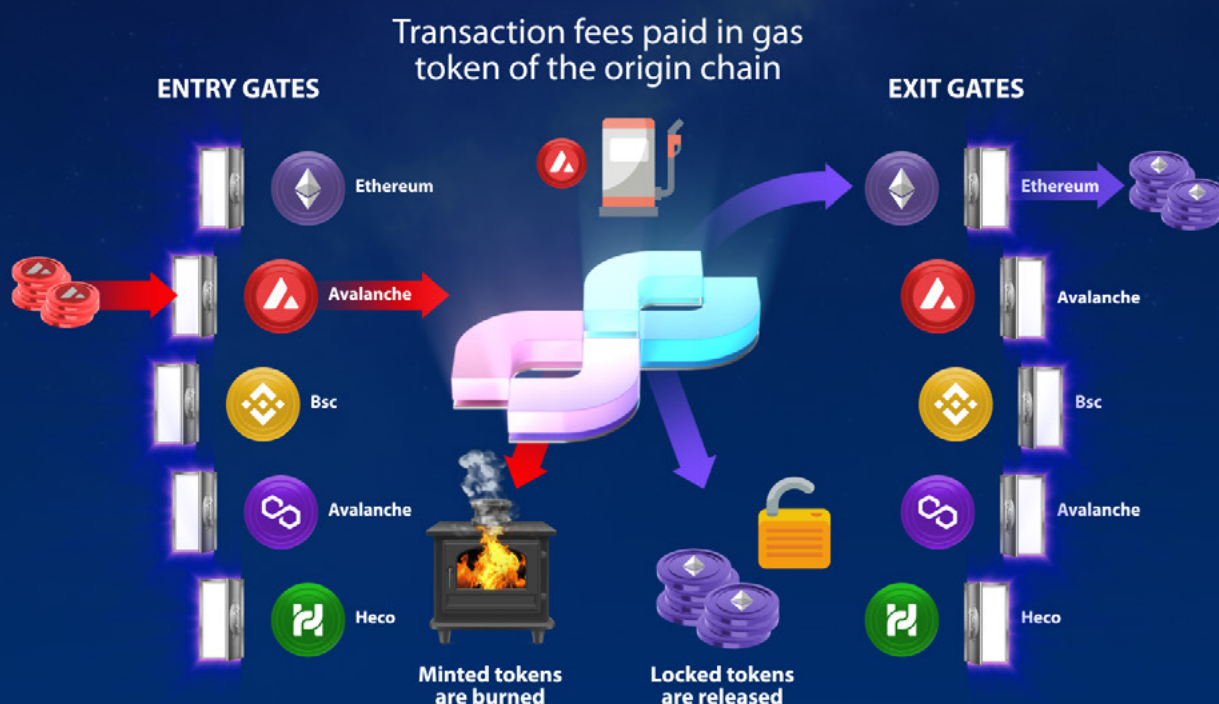 Transaction fees paid in gas
token of the origin chain
ENTRY GATES
EXIT GATES
Ethereum
Ethereum
Avalanche
Avalanche
Bsc
Bsc
Avalanche
Avalanche
Heco
Heco
Minted tokens
are burned
Locked tokens
are released